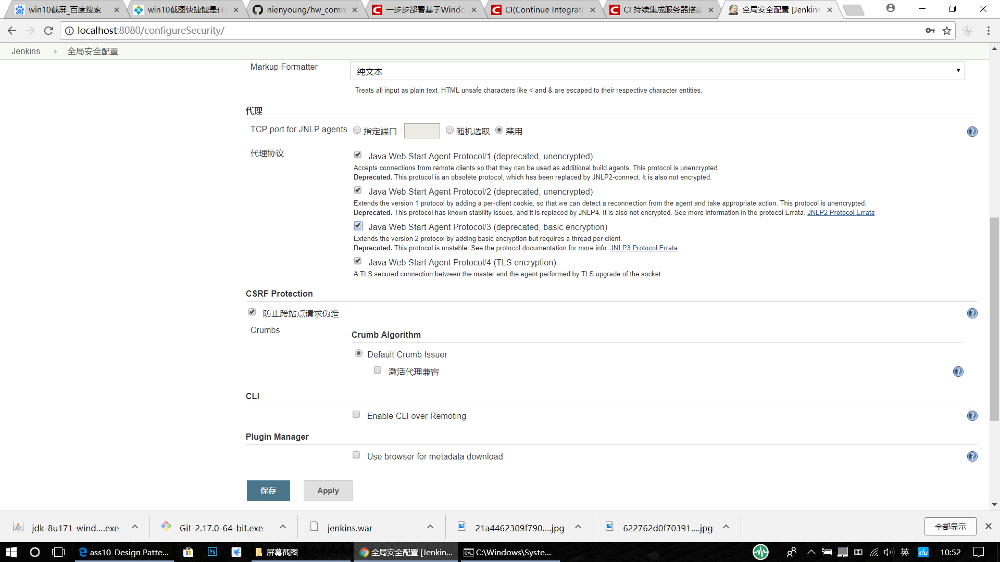 win10截屏_百度搜索
win10截图快捷键是什
nienyoung/hw_comm
一步步部署基于Windo
CI(Continue Integrate
CI 持续集成服务器搭建
全局安全配置 [Jenkins
localhost:8080/configureSecurity/
Jenkins
全局安全配置
Markup Formatter
纯文本
Treats all input as plain text. HTML unsafe characters like < and & are escaped to their respective character entities.
代理
TCP port for JNLP agents
指定端口 :
随机选取
禁用
代理协议
Java Web Start Agent Protocol/1 (deprecated, unencrypted)
Accepts connections from remote clients so that they can be used as additional build agents. This protocol is unencrypted.
Deprecated. This protocol is an obsolete protocol, which has been replaced by JNLP2-connect. It is also not encrypted.
Java Web Start Agent Protocol/2 (deprecated, unencrypted)
Extends the version 1 protocol by adding a per-client cookie, so that we can detect a reconnection from the agent and take appropriate action. This protocol is unencrypted.
Deprecated. This protocol has known stability issues, and it is replaced by JNLP4. It is also not encrypted. See more information in the protocol Errata. JNLP2 Protocol Errata
Java Web Start Agent Protocol/3 (deprecated, basic encryption)
Extends the version 2 protocol by adding basic encryption but requires a thread per client.
Deprecated. This protocol is unstable. See the protocol documentation for more info. JNLP3 Protocol Errata
Java Web Start Agent Protocol/4 (TLS encryption)
A TLS secured connection between the master and the agent performed by TLS upgrade of the socket.
CSRF Protection
防止跨站点请求伪造
Crumbs
Crumb Algorithm
Default Crumb Issuer
激活代理兼容
CLI
Enable CLI over Remoting
Plugin Manager
Use browser for metadata download
保存
Apply
jdk-8u171-wind....exe
Git-2.17.0-64-bit.exe
jenkins.war
21a4462309f790....jpg
622762d0f70391....jpg
全部显示
ass10_Design Patte...
Ps
屏幕截图
全局安全配置 [Jenkin...
C:\Windows\Syste...
英
du
10:52